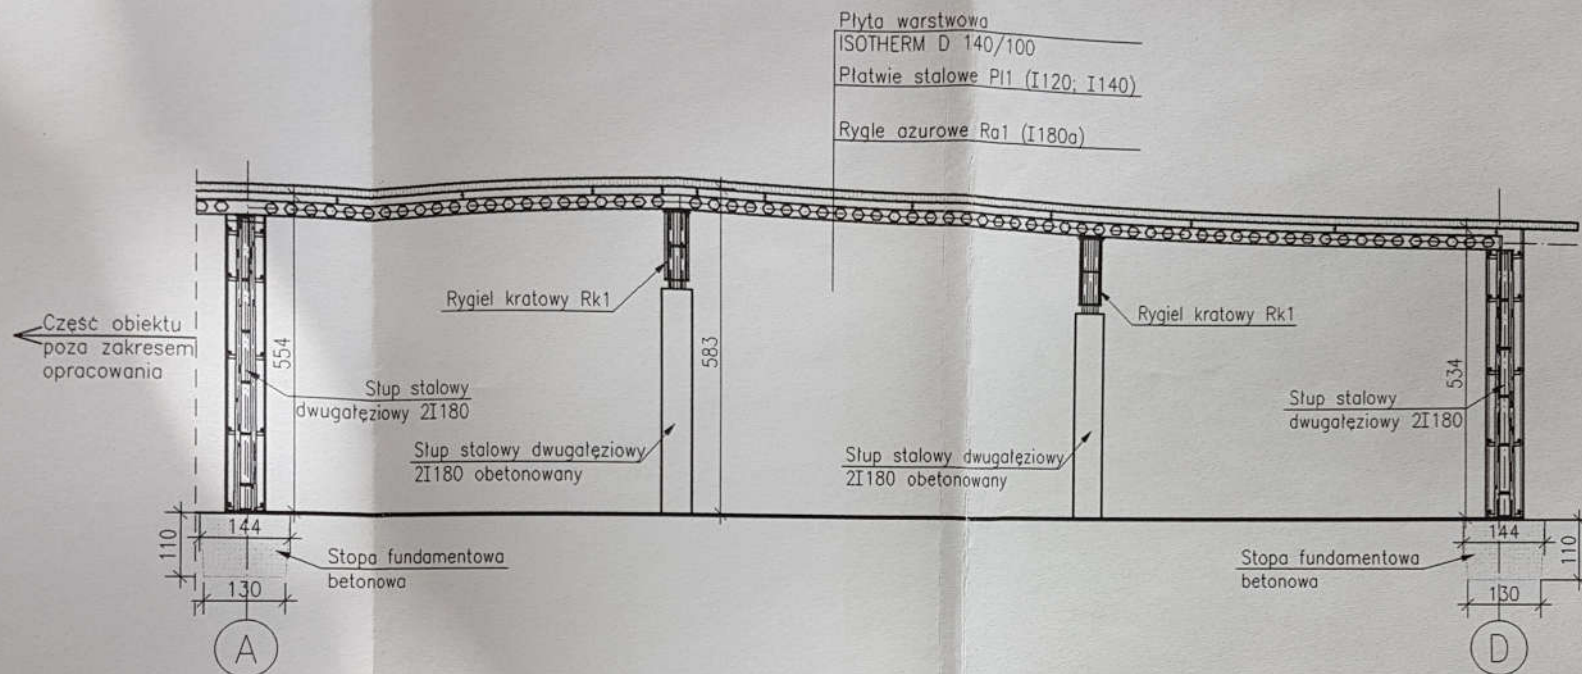 Płyta warstwowa
ISOTHERM D 140/100
Płatwie stalowe Pł1 (I120; I140)
Rygle ażurowe Ra1 (I180a)
Rygiel kratowy Rk1
Rygiel kratowy Rk1
Część obiektu
poza zakresem
opracowania
554
583
534
Słup stalowy
dwugałęziowy 2I180
Słup stalowy
dwugałęziowy 2I180
Słup stalowy dwugałęziowy
2I180 obetonowany
Słup stalowy dwugałęziowy
2I180 obetonowany
144
110
Stopa fundamentowa
betonowa
130
144
110
Stopa fundamentowa
betonowa
130
A
D